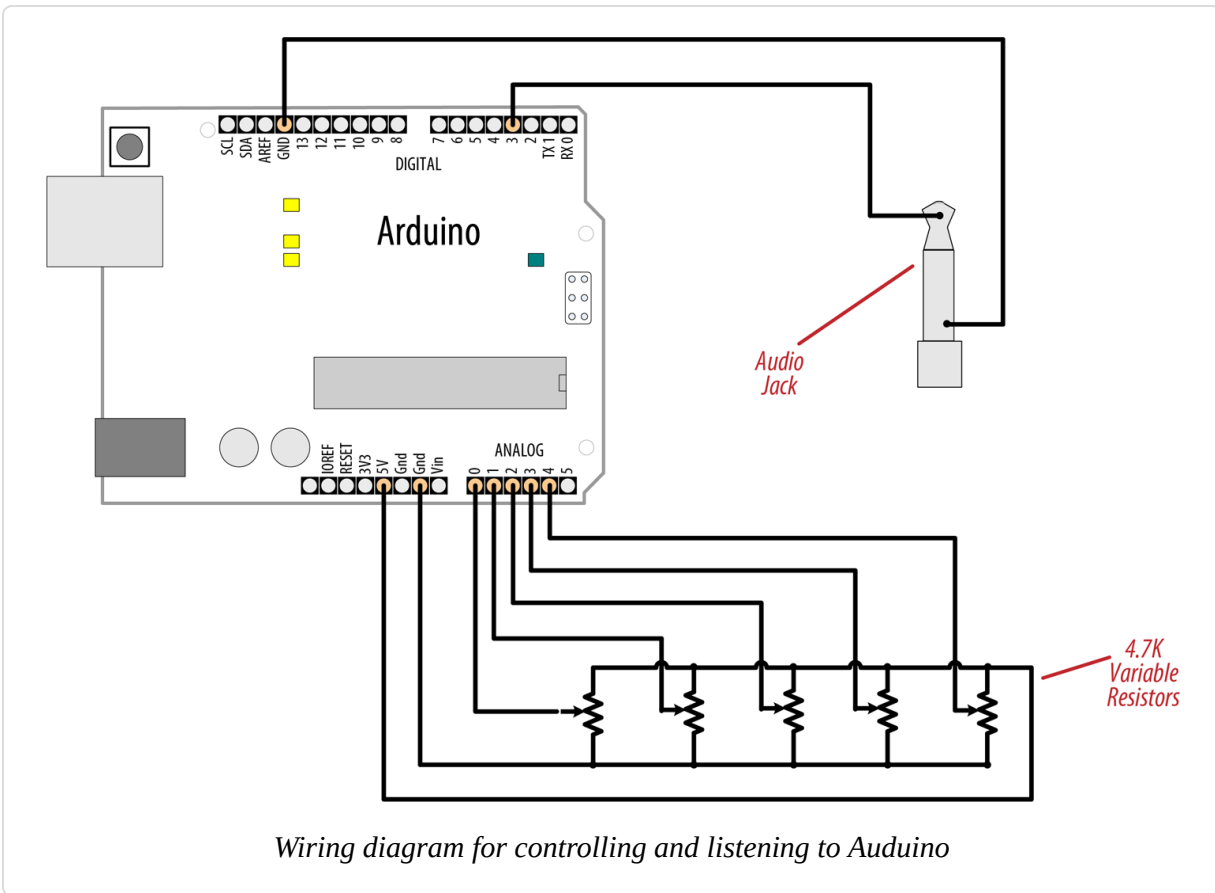 SCL
SDA
AREF
GND
13
12
11
10
9
8
7
6
5
4
3
2
TX 1
RX 0
DIGITAL
Arduino
Audio
Jack
IOREF
RESET
3V3
5V
Gnd
Gnd
Vin
ANALOG
0
1
2
3
4
5
4.7K
Variable
Resistors
Wiring diagram for controlling and listening to Auduino